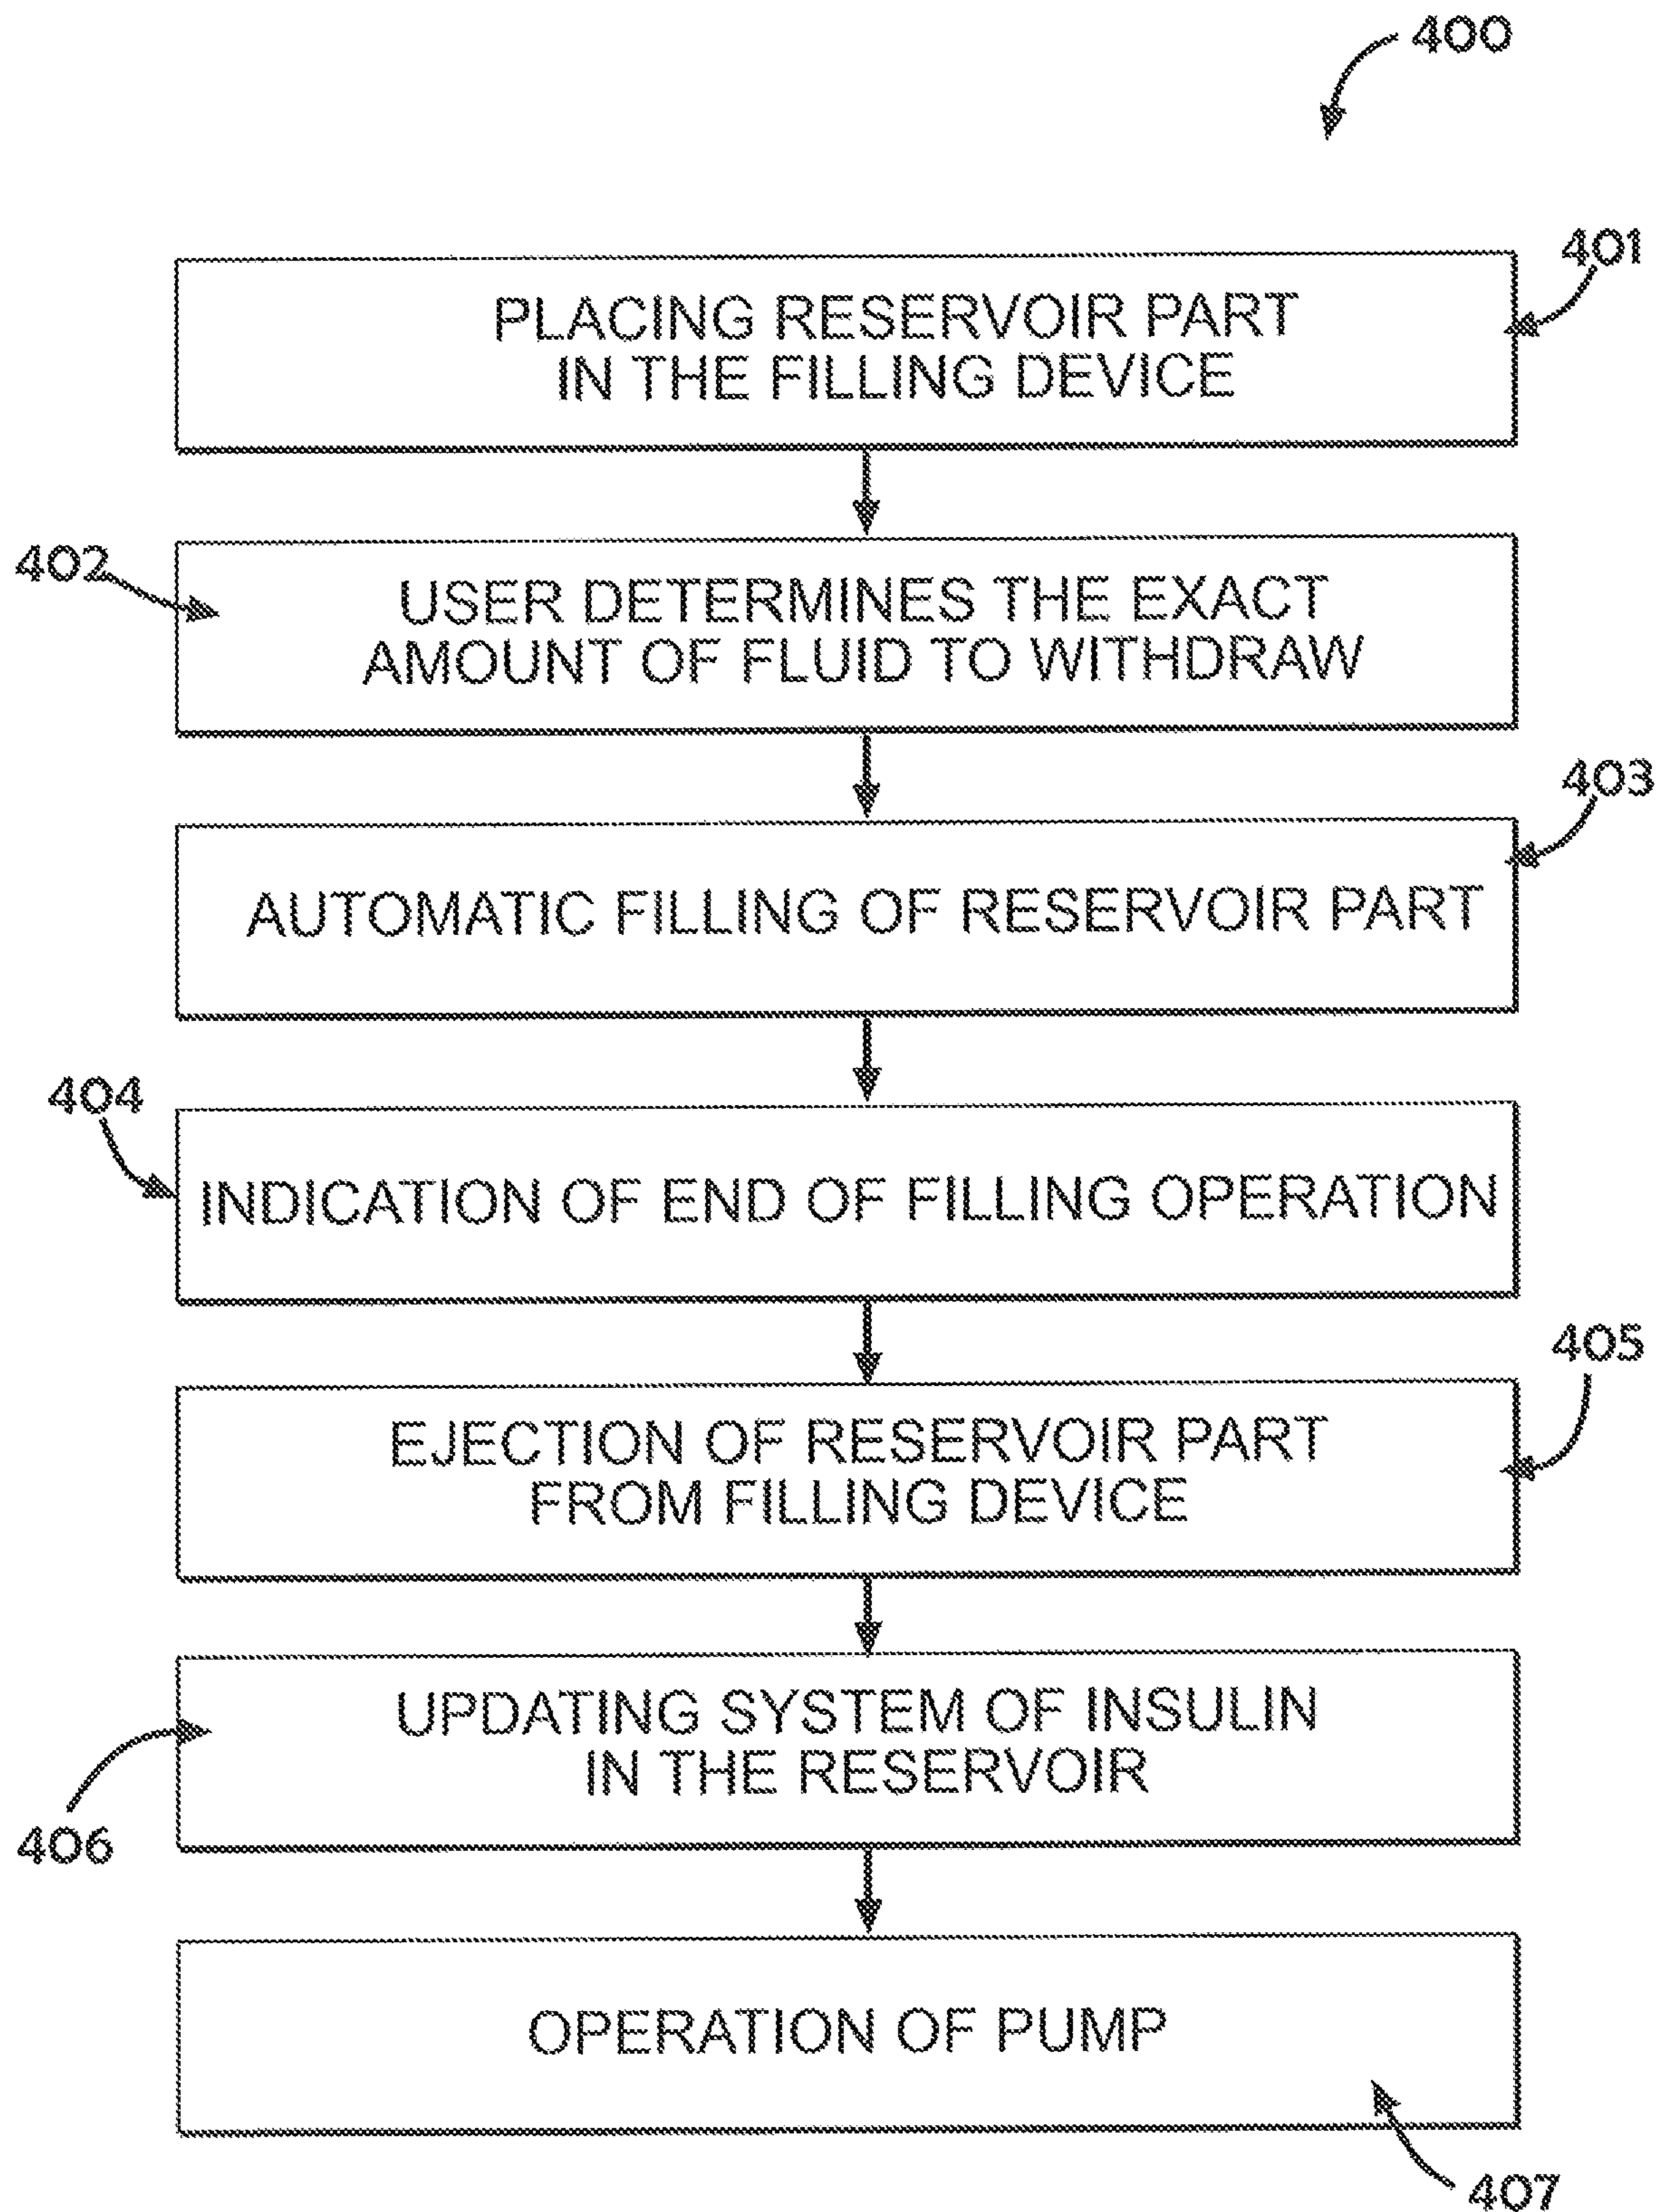 400
401
PLACING RESERVOIR PART
IN THE FILLING DEVICE
402
USER DETERMINES THE EXACT
AMOUNT OF FLUID TO WITHDRAW
403
AUTOMATIC FILLING OF RESERVOIR PART
404
INDICATION OF END OF FILLING OPERATION
405
EJECTION OF RESERVOIR PART
FROM FILLING DEVICE
406
UPDATING SYSTEM OF INSULIN
IN THE RESERVOIR
OPERATION OF PUMP
407